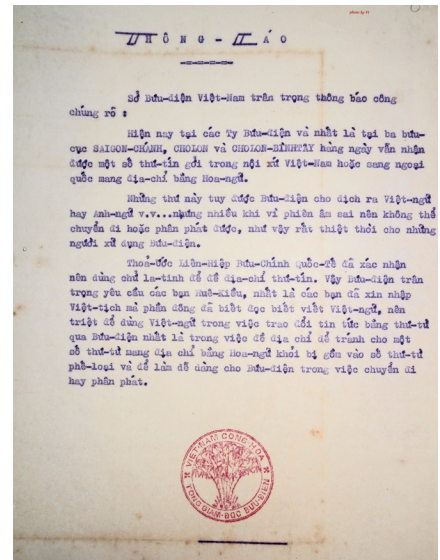 photo by M
THÔNG - CÁO
Sở Bưu-điện Việt-Nam trân trọng thông báo công
chúng rõ :
Hiện nay tại các Ty Bưu-điện và nhất là tại ba bưu-
cục SAIGON-CHÁNH, CHOLON và CHOLON-BINHTÂY hàng ngày vẫn nhận
được một số thư-tín gởi trong nội xứ Việt-Nam hoặc sang ngoại
quốc mang địa-chỉ bằng Hoa-ngữ.
Những thư này tuy được Bưu-điện cho dịch ra Việt-ngữ
hay Anh-ngữ v.v...nhưng nhiều khi vì phiên âm sai nên không thể
chuyển đi hoặc phân phát được, như vậy rất thiệt thòi cho những
người xử dụng Bưu-điện.
Thoả-Ước Liên-Hiệp Bưu-Chính Quốc-Tế đã xác nhận
nên dùng chữ la-tinh để đề địa-chỉ thư-tín. Vậy Bưu-điện trân
trọng yêu cầu các bạn Huê-Kiều, nhất là các bạn đã xin nhập
Việt-tịch mà phần đông đã biết đọc biết viết Việt-ngữ, nên
triệt để dùng Việt-ngữ trong việc trao đổi tin tức bằng thư-từ
qua Bưu-điện nhất là trong việc đề địa chỉ để tránh cho một
số thư-từ mang địa chỉ bằng Hoa-ngữ khỏi bị gồm vào số thư-từ
phế-loại và để làm dễ dàng cho Bưu-điện trong việc chuyển đi
hay phân phát.
VIỆT-NAM CỘNG HOÀ
TỔNG GIÁM-ĐỐC BƯU-ĐIỆN